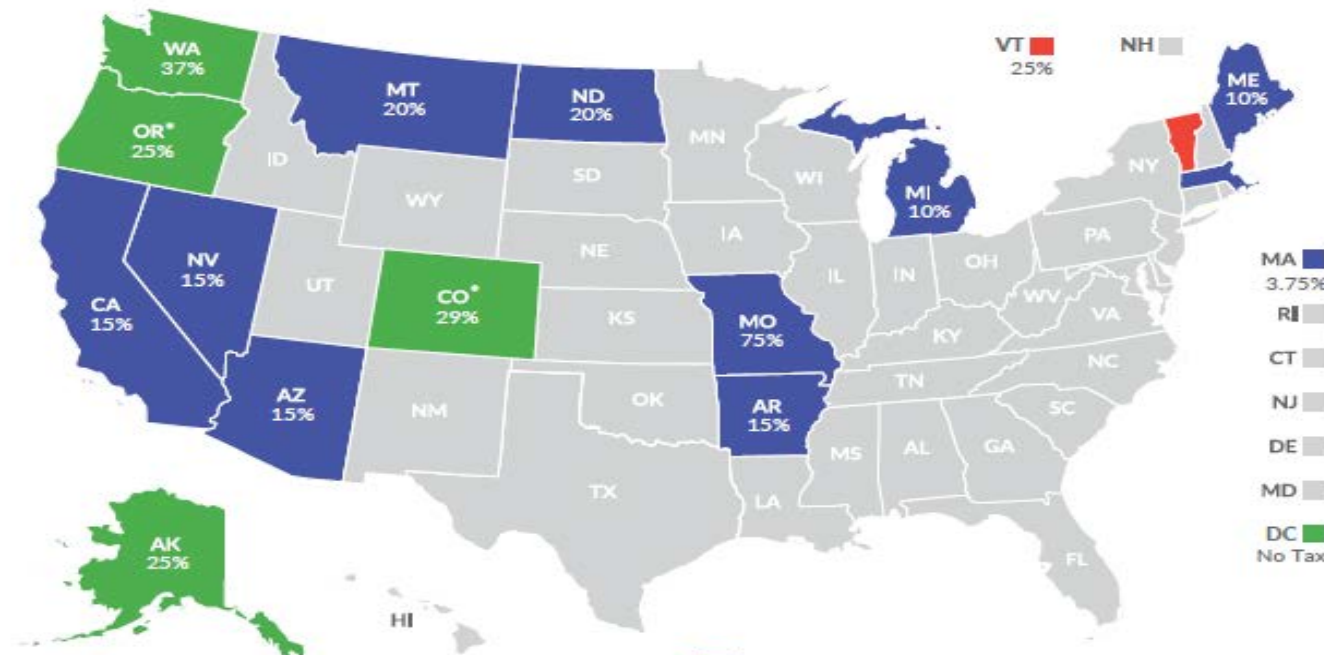 VT
25%
NH
WA
37%
MT
20%
ND
20%
ME
10%
OR*
25%
ID
MN
NY
WI
MI
10%
SD
WY
IA
PA
NE
NV
15%
UT
CO*
29%
IL
IN
OH
MA
3.75%
CA
15%
KS
MO
75%
WV
VA
KY
RI
NC
TN
CT
AZ
15%
NM
OK
AR
15%
SC
NJ
MS
AL
GA
DE
TX
LA
MD
AK
25%
FL
DC
No Tax
HI